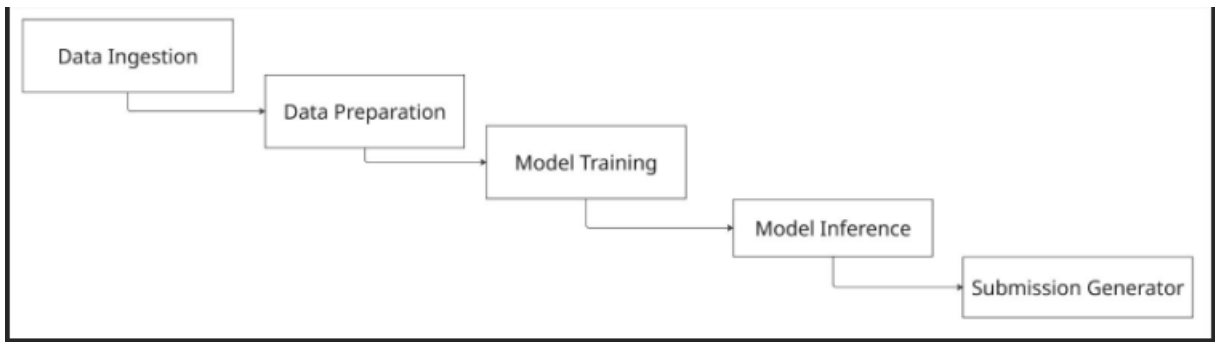 Data Ingestion
Data Preparation
Model Training
Model Inference
Submission Generator